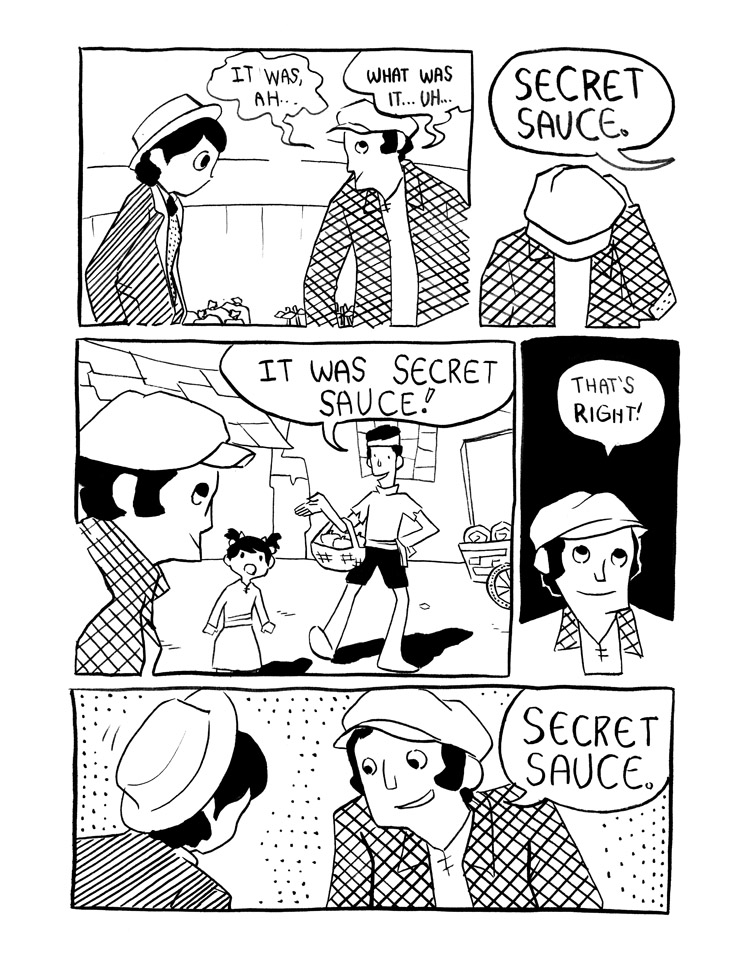 IT WAS,
AH...
WHAT WAS
IT... UH...
SECRET
SAUCE.
IT WAS SECRET
SAUCE!
THAT'S
RIGHT!
SECRET
SAUCE.